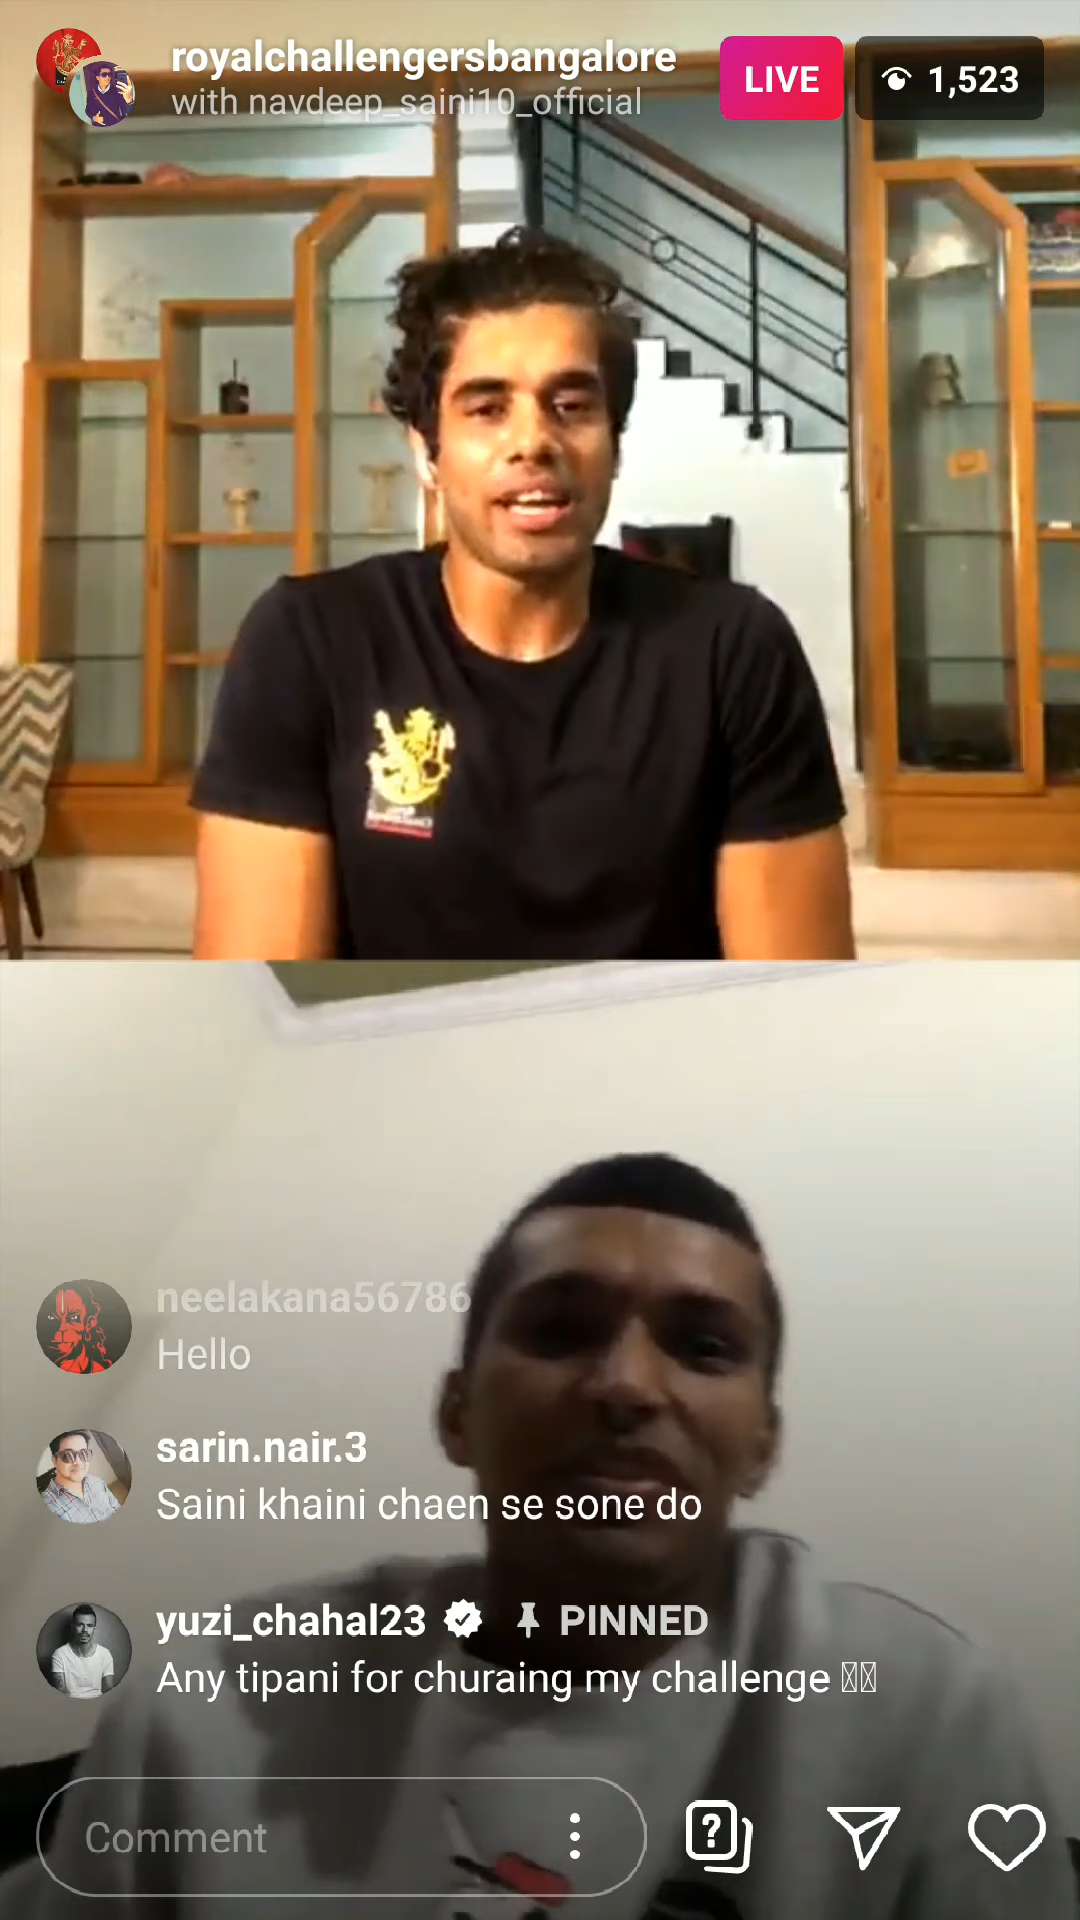 royalchallengersbangalore
with navdeep_saini10_official
LIVE
1,523
neelakana56786
Hello
sarin.nair.3
Saini khaini chaen se sone do
yuzi_chahal23 PINNED
Any tipani for churaing my challenge
Comment